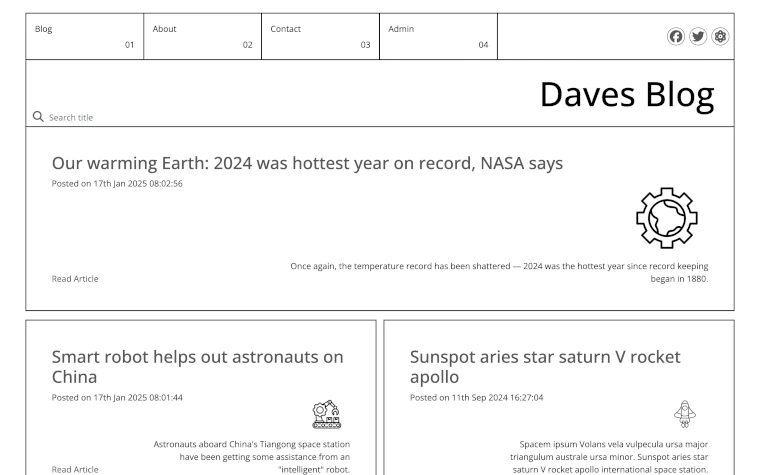 Blog
01
About
02
Contact
03
Admin
04
Daves Blog
Search title
Our warming Earth: 2024 was hottest year on record, NASA says
Posted on 17th Jan 2025 08:02:56
Once again, the temperature record has been shattered — 2024 was the hottest year since record keeping
began in 1880.
Read Article
Smart robot helps out astronauts on
China
Posted on 17th Jan 2025 08:01:44
Astronauts aboard China's Tiangong space station
have been getting some assistance from an
"intelligent" robot.
Read Article
Sunspot aries star saturn V rocket
apollo
Posted on 11th Sep 2024 16:27:04
Spacem ipsum Volans vela vulpecula ursa major
triangulum australe ursa minor. Sunspot aries star
saturn V rocket apollo international space station.